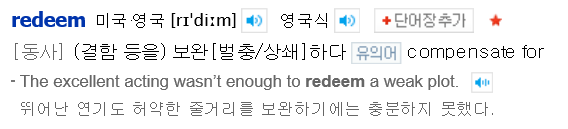 redeem 미국·영국 [rɪˈdiːm] 영국식 +단어장추가
[동사] (결함 등을) 보완[벌충/상쇄]하다 유의어 compensate for
- The excellent acting wasn’t enough to redeem a weak plot.
뛰어난 연기도 허약한 줄거리를 보완하기에는 충분하지 못했다.